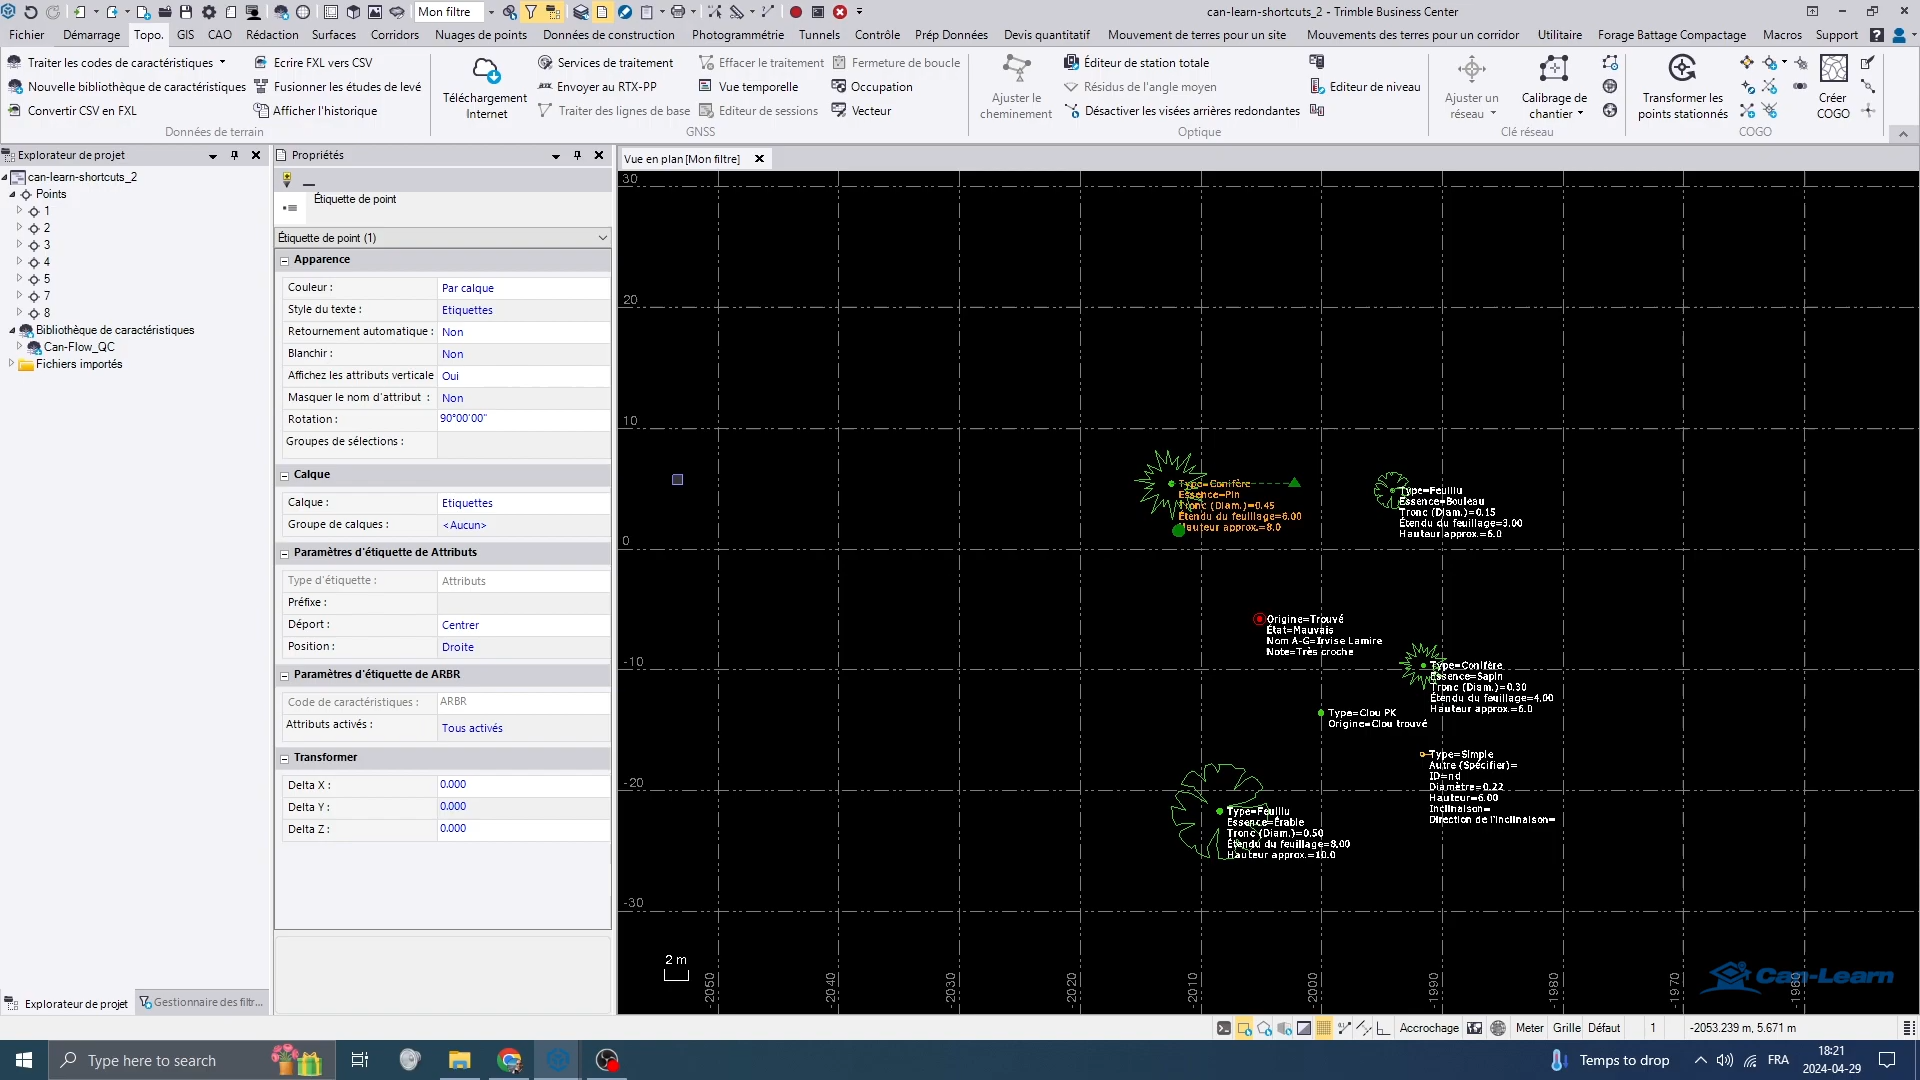 Mon filtre
can-learn-shortcuts_2 - Trimble Business Center
Fichier Démarrage Topo. GIS CAO Rédaction Surfaces Corridors Nuages de points Données de construction Photogrammétrie Tunnels Contrôle Prép Données Devis quantitatif Mouvement de terres pour un site Mouvements des terres pour un corridor Utilitaire Forage Battage Compactage Macros Support
Traiter les codes de caractéristiques
Nouvelle bibliothèque de caractéristiques
Convertir CSV en FXL
Ecrire FXL vers CSV
Fusionner les études de levé
Afficher l'historique
Données de terrain
Téléchargement
Internet
Services de traitement
Envoyer au RTX-PP
Traiter des lignes de base
Effacer le traitement
Vue temporelle
Editeur de sessions
Fermeture de boucle
Occupation
Vecteur
GNSS
Ajuster le
cheminement
Éditeur de station totale
Résidus de l'angle moyen
Désactiver les visées arrières redondantes
Editeur de niveau
Optique
Ajuster un
réseau
Calibrage de
chantier
Clé réseau
Transformer les
points stationnés
Créer
COGO
COGO
Explorateur de projet
can-learn-shortcuts_2
Points
1
2
3
4
5
7
8
Bibliothèque de caractéristiques
Can-Flow_QC
Fichiers importés
Explorateur de projet
Gestionnaire des filtr...
Propriétés
Étiquette de point
Étiquette de point (1)
Apparence
Couleur : Par calque
Style du texte : Etiquettes
Retournement automatique : Non
Blanchir : Non
Affichez les attributs verticale Oui
Masquer le nom d'attribut : Non
Rotation : 90°00'00"
Groupes de sélections :
Calque
Calque : Etiquettes
Groupe de calques : <Aucun>
Paramètres d'étiquette de Attributs
Type d'étiquette : Attributs
Préfixe :
Déport : Centrer
Position : Droite
Paramètres d'étiquette de ARBR
Code de caractéristiques : ARBR
Attributs activés : Tous activés
Transformer
Delta X : 0.000
Delta Y : 0.000
Delta Z : 0.000
Vue en plan[Mon filtre]
30
20
10
0
-10
-20
-30
Type=Conifère
Essence=Pin
Tronc (Diam.)=0.45
Étendu du feuillage=6.00
Hauteur approx.=8.0
Type=Feuillu
Essence=Bouleau
Tronc (Diam.)=0.15
Étendu du feuillage=3.00
Hauteur approx.=6.0
Origine=Trouvé
État=Mauvais
Nom A-G=Irvise Lamire
Note=Très croche
Type=Conifère
Essence=Sapin
Tronc (Diam.)=0.30
Étendu du feuillage=4.00
Hauteur approx.=6.0
Type=Clou PK
Origine=Clou trouvé
Type=Simple
Autre (Spécifier)=
ID=nd
Diamètre=0.22
Hauteur=6.00
Inclinaison=
Direction de l'inclinaison=
Type=Feuillu
Essence=Érable
Tronc (Diam.)=0.50
Étendu du feuillage=8.00
Hauteur approx.=10.0
2 m
-2050
-2040
-2030
-2020
-2010
-2000
-1990
-1980
-1970
Can-Learn
Accrochage Meter Grille Défaut 1 -2053.239 m, 5.671 m
Type here to search
Temps to drop
FRA
18:21
2024-04-29